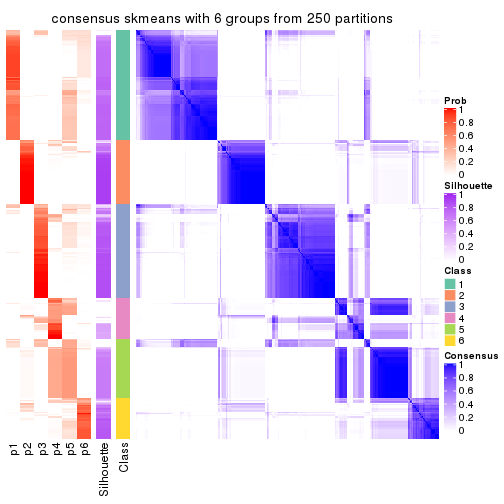 consensus skmeans with 6 groups from 250 partitions
Prob
1
0.8
0.6
0.4
0.2
0
Silhouette
1
0.8
0.6
0.4
0.2
0
Class
1
2
3
4
5
6
Consensus
1
0.8
0.6
0.4
0.2
0
p1
p2
p3
p4
p5
p6
Silhouette
Class